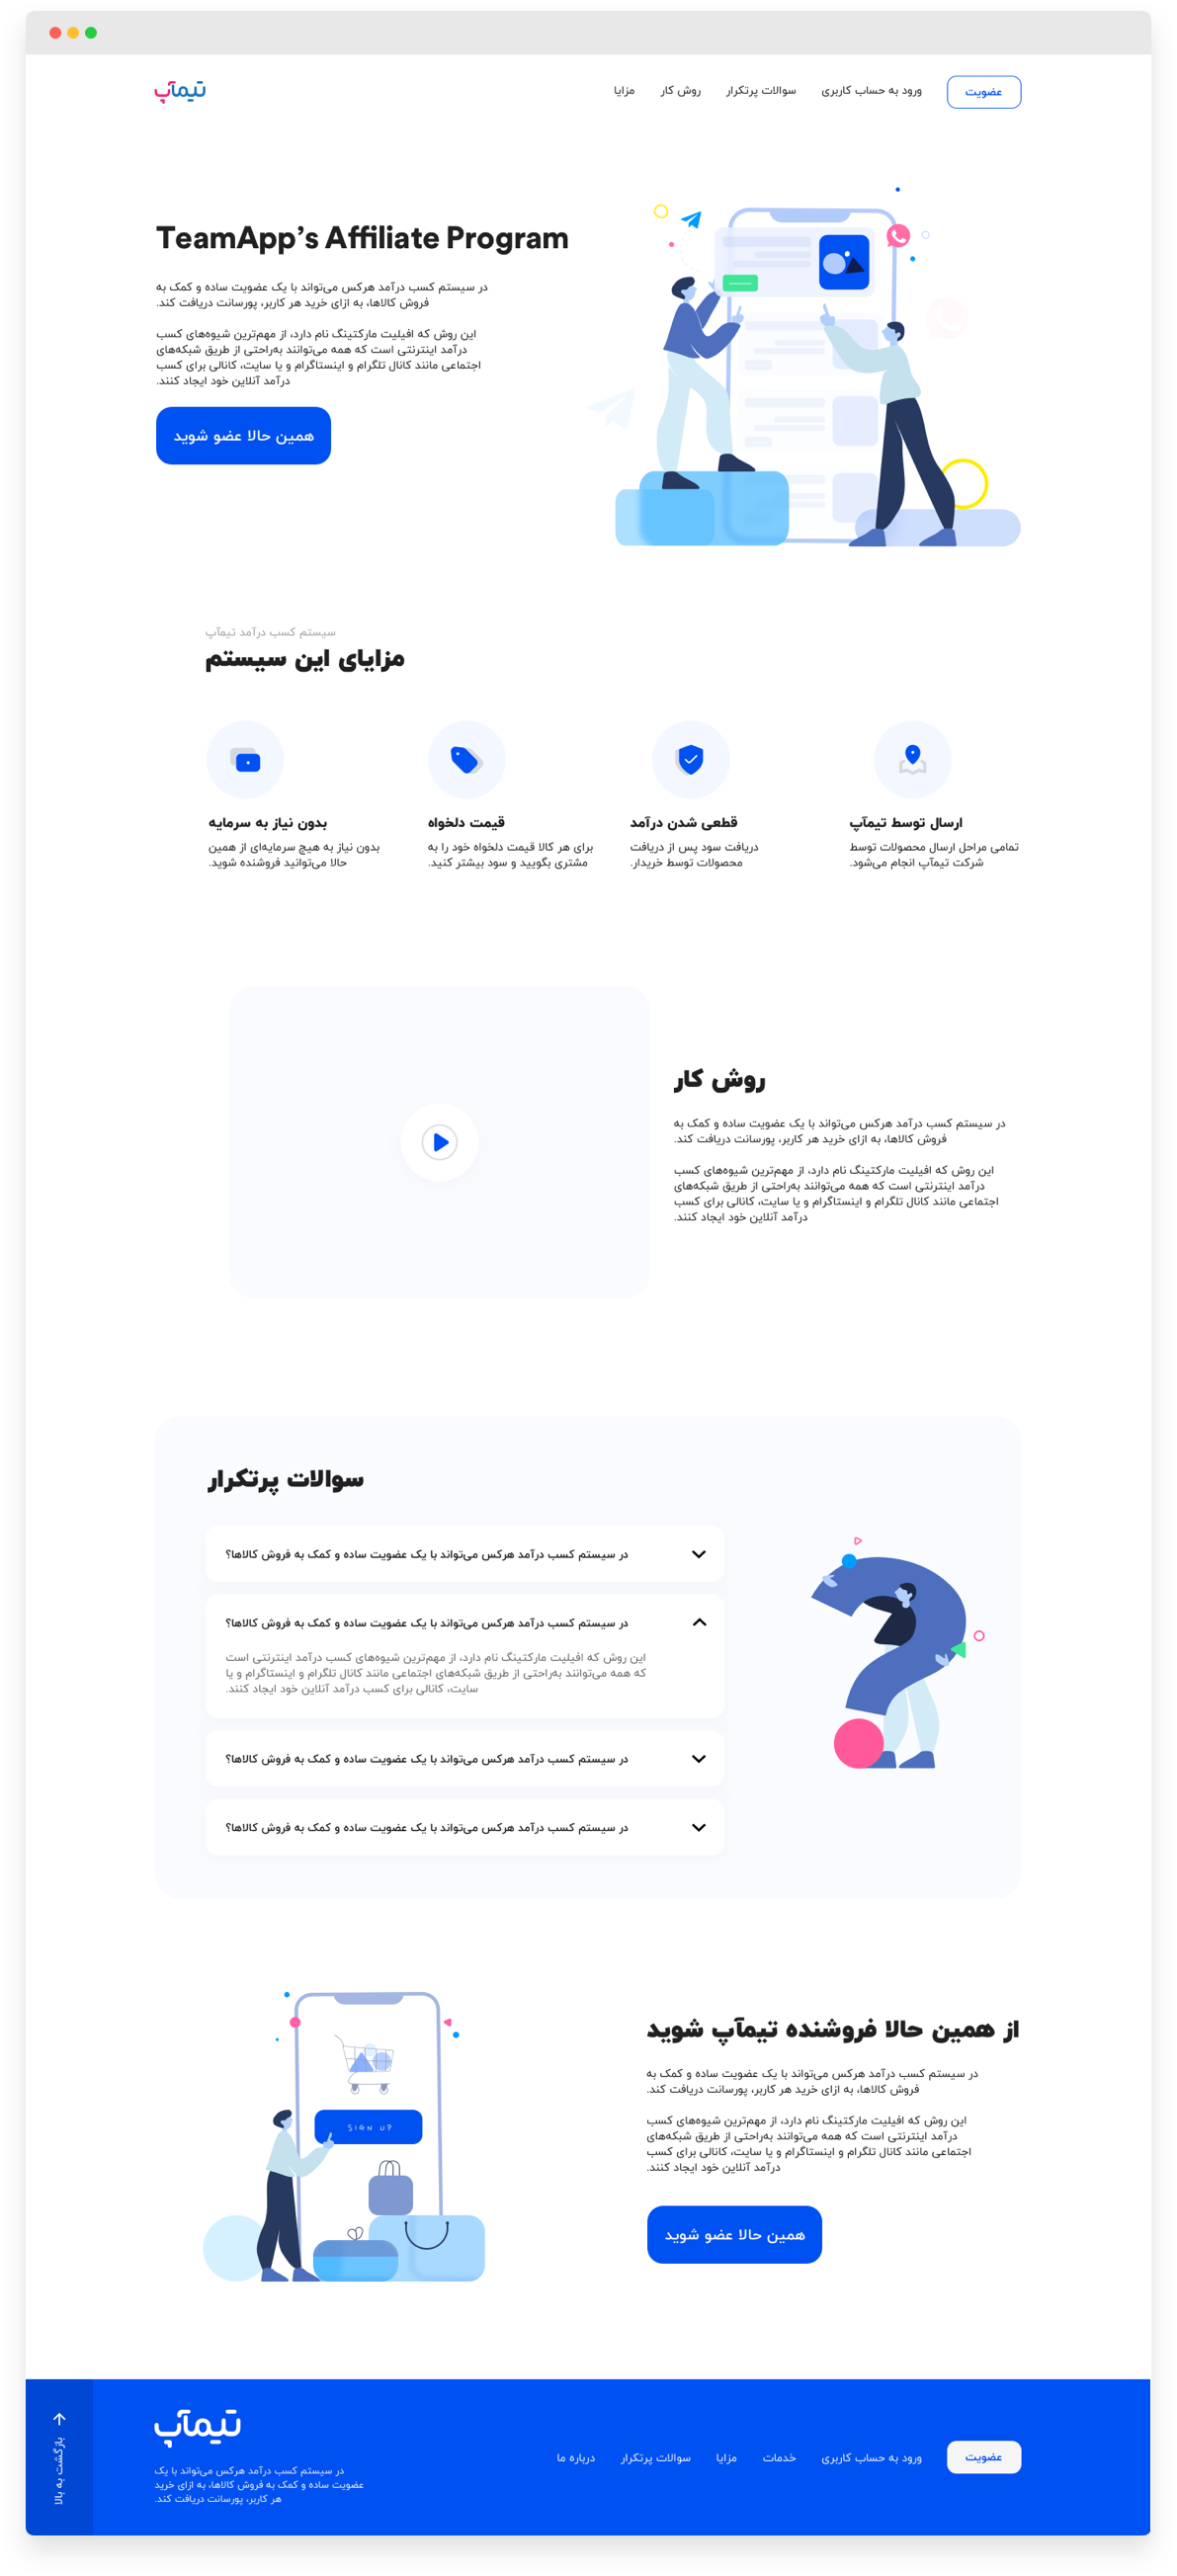 تیم‌آپ
مزایا
روش کار
سوالات پرتکرار
ورود به حساب کاربری
عضویت
TeamApp’s Affiliate Program
در سیستم کسب درآمد هرکس می‌تواند با یک عضویت ساده و کمک به
فروش کالاها، به ازای خرید هر کاربر، پورسانت دریافت کند.
این روش که افیلیت مارکتینگ نام دارد، از مهم‌ترین شیوه‌های کسب
درآمد اینترنتی است که همه می‌توانند به‌راحتی از طریق شبکه‌های
اجتماعی مانند کانال تلگرام و اینستاگرام و یا سایت، کانالی برای کسب
درآمد آنلاین خود ایجاد کنند.
همین حالا عضو شوید
سیستم کسب درآمد تیم‌آپ
مزایای این سیستم
بدون نیاز به سرمایه
بدون نیاز به هیچ سرمایه‌ای از همین
حالا می‌توانید فروشنده شوید.
قیمت دلخواه
برای هر کالا قیمت دلخواه خود را به
مشتری بگویید و سود بیشتر کنید.
قطعی شدن درآمد
دریافت سود پس از دریافت
محصولات توسط خریدار.
ارسال توسط تیم‌آپ
تمامی مراحل ارسال محصولات توسط
شرکت تیم‌آپ انجام می‌شود.
روش کار
در سیستم کسب درآمد هرکس می‌تواند با یک عضویت ساده و کمک به
فروش کالاها، به ازای خرید هر کاربر، پورسانت دریافت کند.
این روش که افیلیت مارکتینگ نام دارد، از مهم‌ترین شیوه‌های کسب
درآمد اینترنتی است که همه می‌توانند به‌راحتی از طریق شبکه‌های
اجتماعی مانند کانال تلگرام و اینستاگرام و یا سایت، کانالی برای کسب
درآمد آنلاین خود ایجاد کنند.
سوالات پرتکرار
در سیستم کسب درآمد هرکس می‌تواند با یک عضویت ساده و کمک به فروش کالاها؟
در سیستم کسب درآمد هرکس می‌تواند با یک عضویت ساده و کمک به فروش کالاها؟
این روش که افیلیت مارکتینگ نام دارد، از مهم‌ترین شیوه‌های کسب درآمد اینترنتی است
که همه می‌توانند به‌راحتی از طریق شبکه‌های اجتماعی مانند کانال تلگرام و اینستاگرام و یا
سایت، کانالی برای کسب درآمد آنلاین خود ایجاد کنند.
در سیستم کسب درآمد هرکس می‌تواند با یک عضویت ساده و کمک به فروش کالاها؟
در سیستم کسب درآمد هرکس می‌تواند با یک عضویت ساده و کمک به فروش کالاها؟
SIGN UP
از همین حالا فروشنده تیم‌آپ شوید
در سیستم کسب درآمد هرکس می‌تواند با یک عضویت ساده و کمک به
فروش کالاها، به ازای خرید هر کاربر، پورسانت دریافت کند.
این روش که افیلیت مارکتینگ نام دارد، از مهم‌ترین شیوه‌های کسب
درآمد اینترنتی است که همه می‌توانند به‌راحتی از طریق شبکه‌های
اجتماعی مانند کانال تلگرام و اینستاگرام و یا سایت، کانالی برای کسب
درآمد آنلاین خود ایجاد کنند.
همین حالا عضو شوید
بازگشت به بالا
تیم‌آپ
در سیستم کسب درآمد هرکس می‌تواند با یک
عضویت ساده و کمک به فروش کالاها، به ازای خرید
هر کاربر، پورسانت دریافت کند.
درباره ما
سوالات پرتکرار
مزایا
خدمات
ورود به حساب کاربری
عضویت